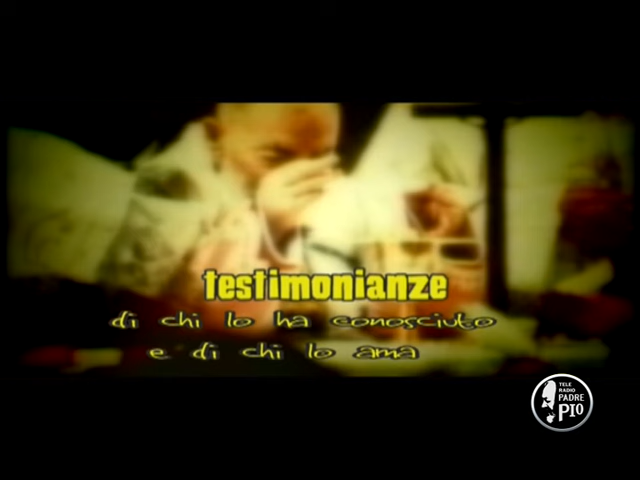 testimonianze
di chi lo ha conosciuto
e di chi lo ama
TELE
RADIO
PADRE
PIO